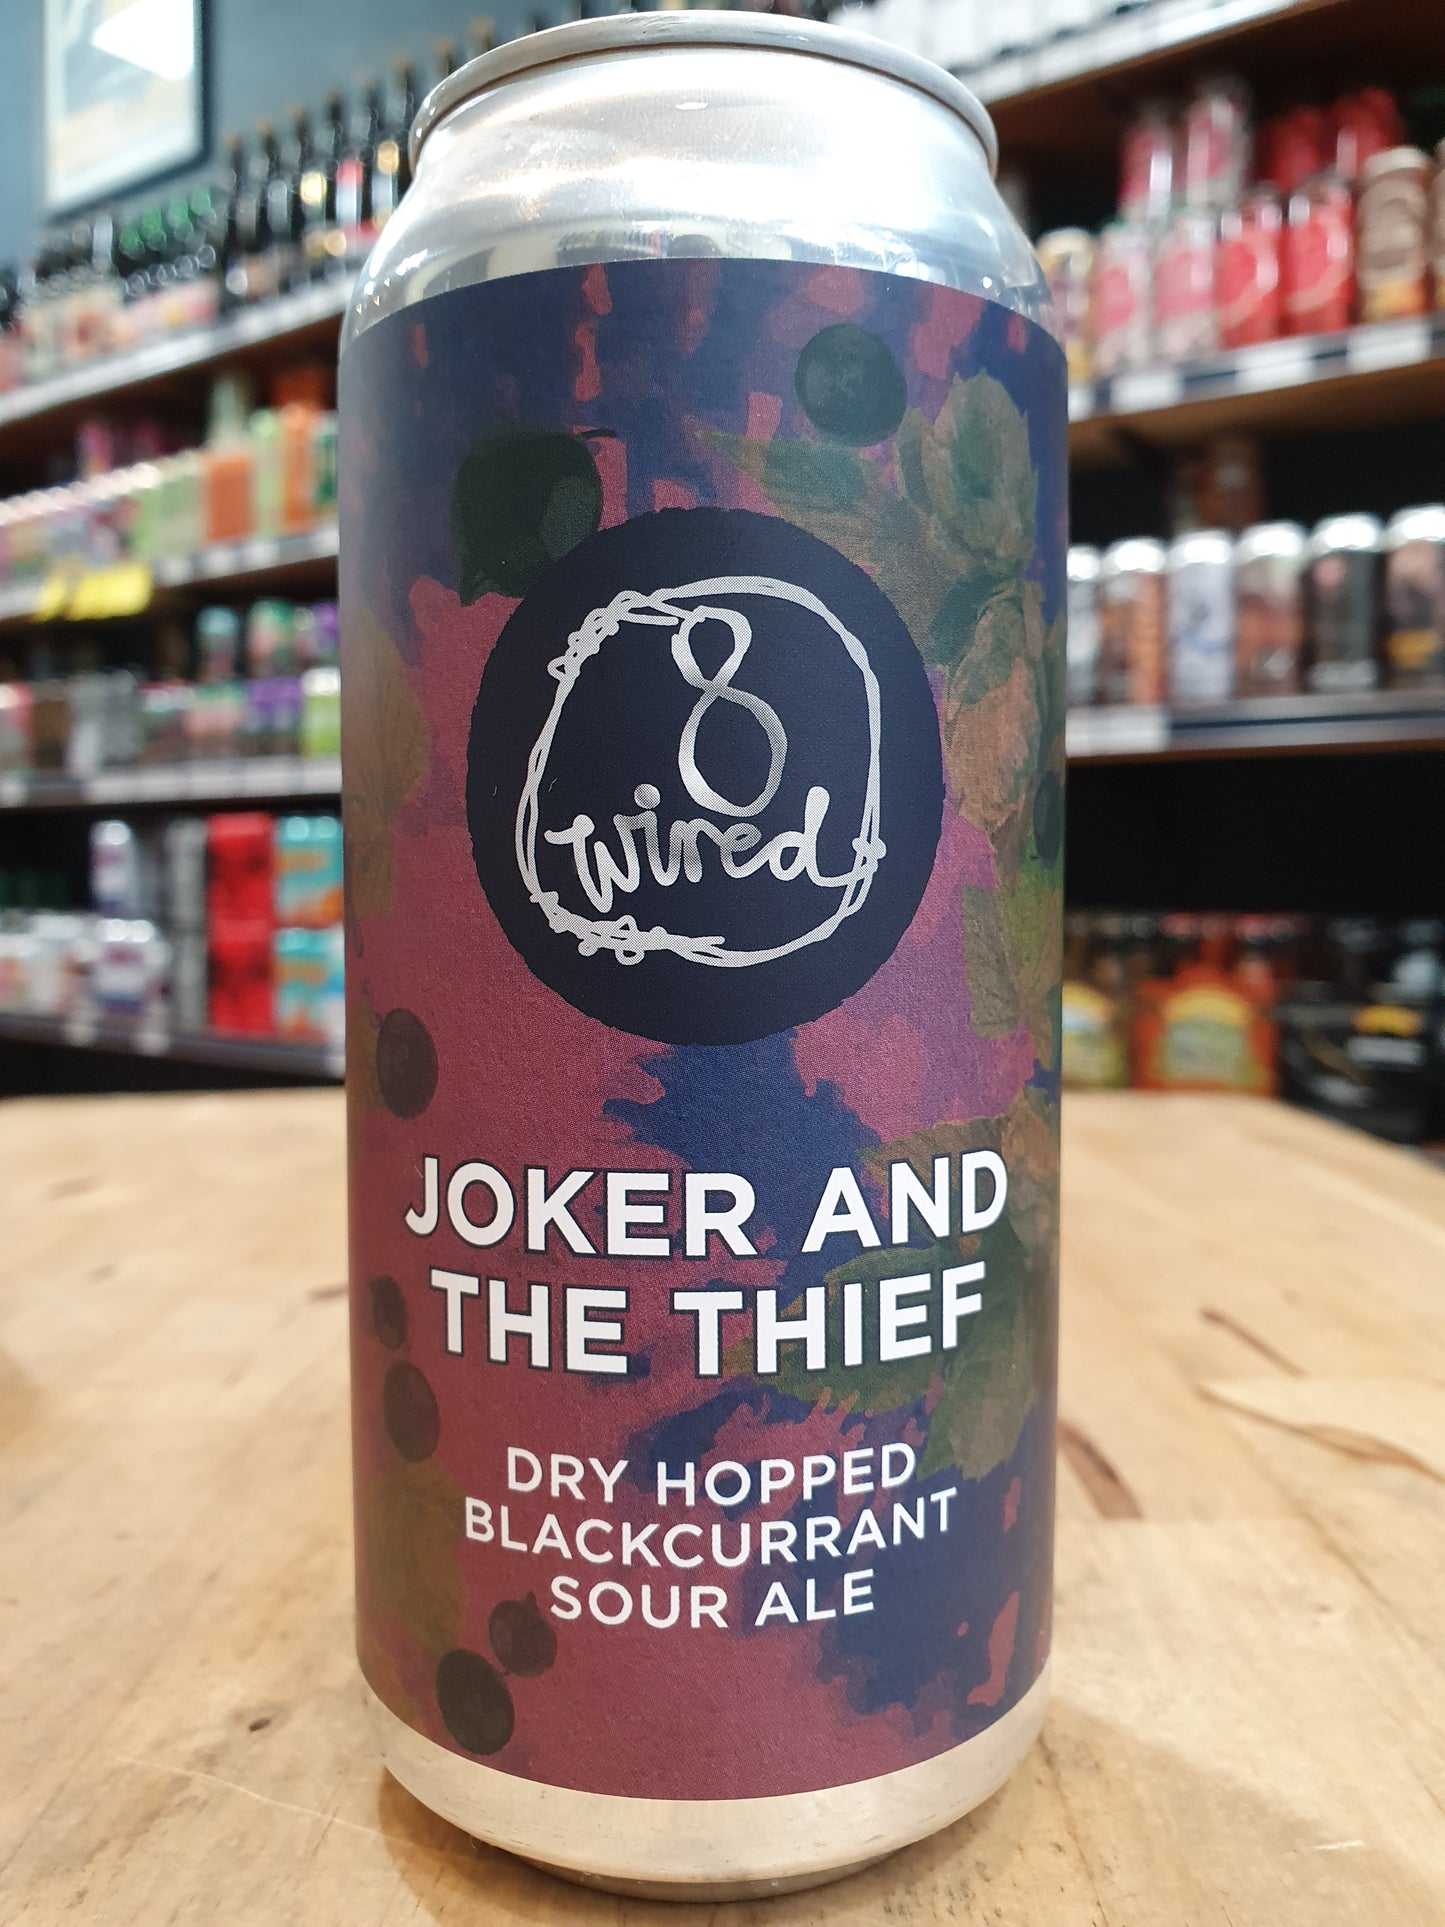 8
wired
JOKER AND
THE THIEF
DRY HOPPED
BLACKCURRANT
SOUR ALE